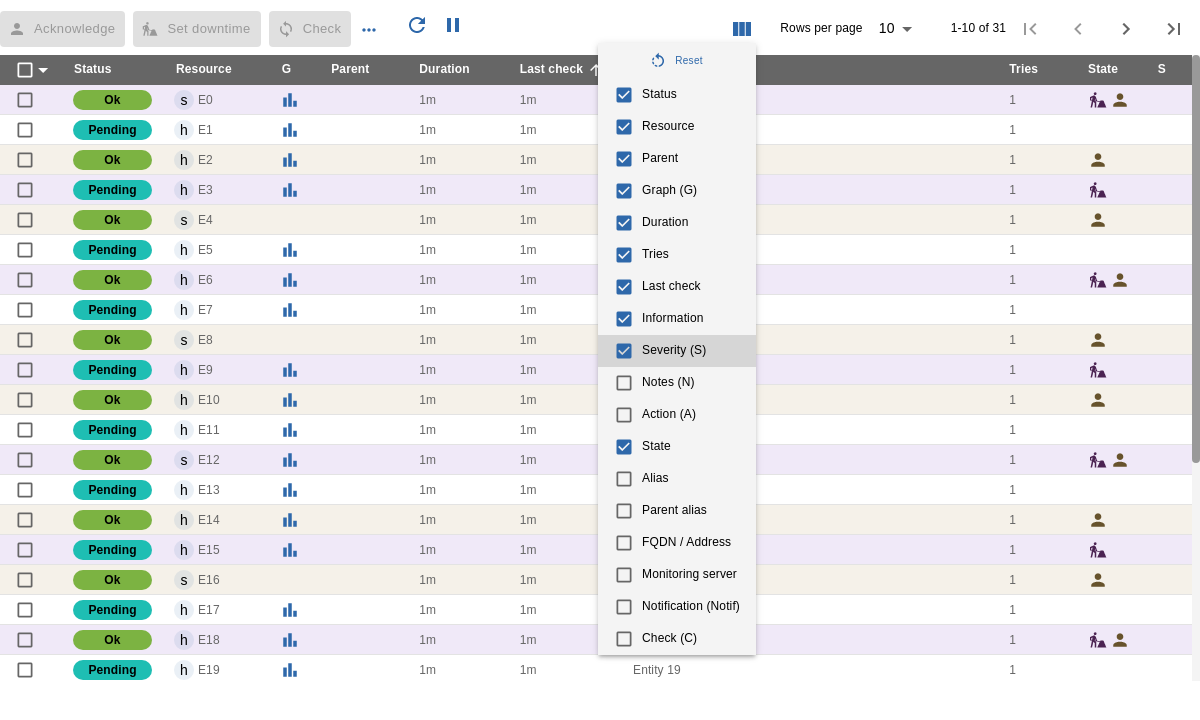 Acknowledge Set downtime Check Rows per page 10 1-10 of 31
Status Resource G Parent Duration Last check Tries State S
Reset
Status
Resource
Parent
Graph (G)
Duration
Tries
Last check
Information
Severity (S)
Notes (N)
Action (A)
State
Alias
Parent alias
FQDN / Address
Monitoring server
Notification (Notif)
Check (C)
Ok s E0 1m 1m 1
Pending h E1 1m 1m 1
Ok h E2 1m 1m 1
Pending h E3 1m 1m 1
Ok s E4 1m 1m 1
Pending h E5 1m 1m 1
Ok h E6 1m 1m 1
Pending h E7 1m 1m 1
Ok s E8 1m 1m 1
Pending h E9 1m 1m 1
Ok h E10 1m 1m 1
Pending h E11 1m 1m 1
Ok s E12 1m 1m 1
Pending h E13 1m 1m 1
Ok h E14 1m 1m 1
Pending h E15 1m 1m 1
Ok s E16 1m 1m 1
Pending h E17 1m 1m 1
Ok h E18 1m 1m 1
Pending h E19 1m 1m Entity 19 1